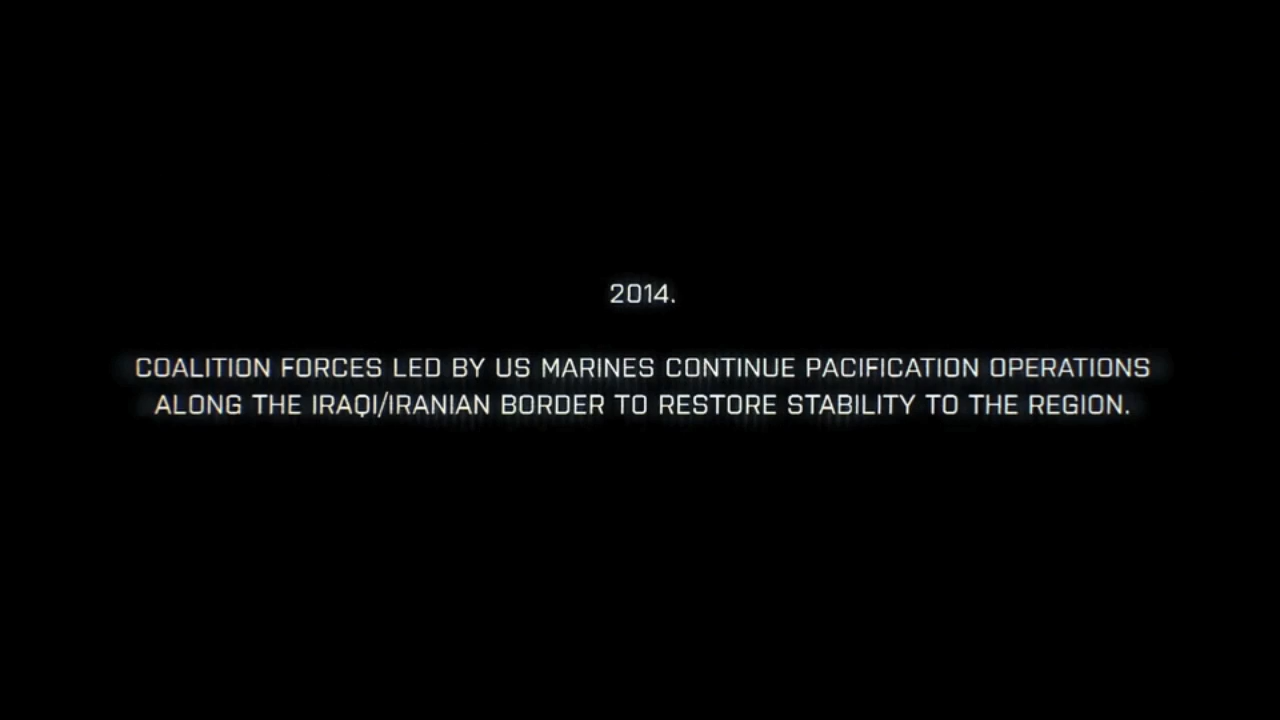 2014.
COALITION FORCES LED BY US MARINES CONTINUE PACIFICATION OPERATIONS
ALONG THE IRAQI/IRANIAN BORDER TO RESTORE STABILITY TO THE REGION.